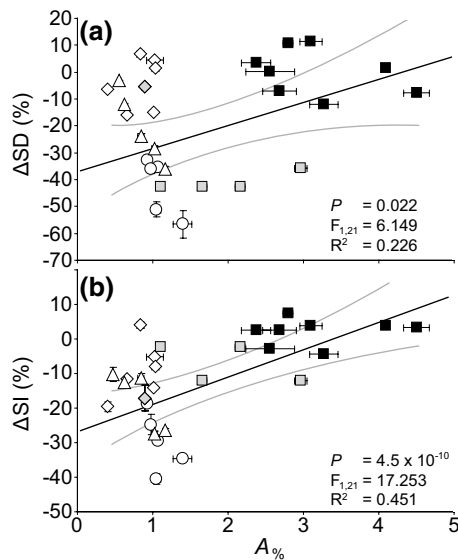 (a)
ΔSD (%)
20
10
0
-10
-20
-30
-40
-50
-60
-70
P = 0.022
F1,21 = 6.149
R² = 0.226
(b)
ΔSI (%)
20
10
0
-10
-20
-30
-40
-50
P = 4.5 x 10⁻¹⁰
F1,21 = 17.253
R² = 0.451
0 1 2 3 4 5
A%